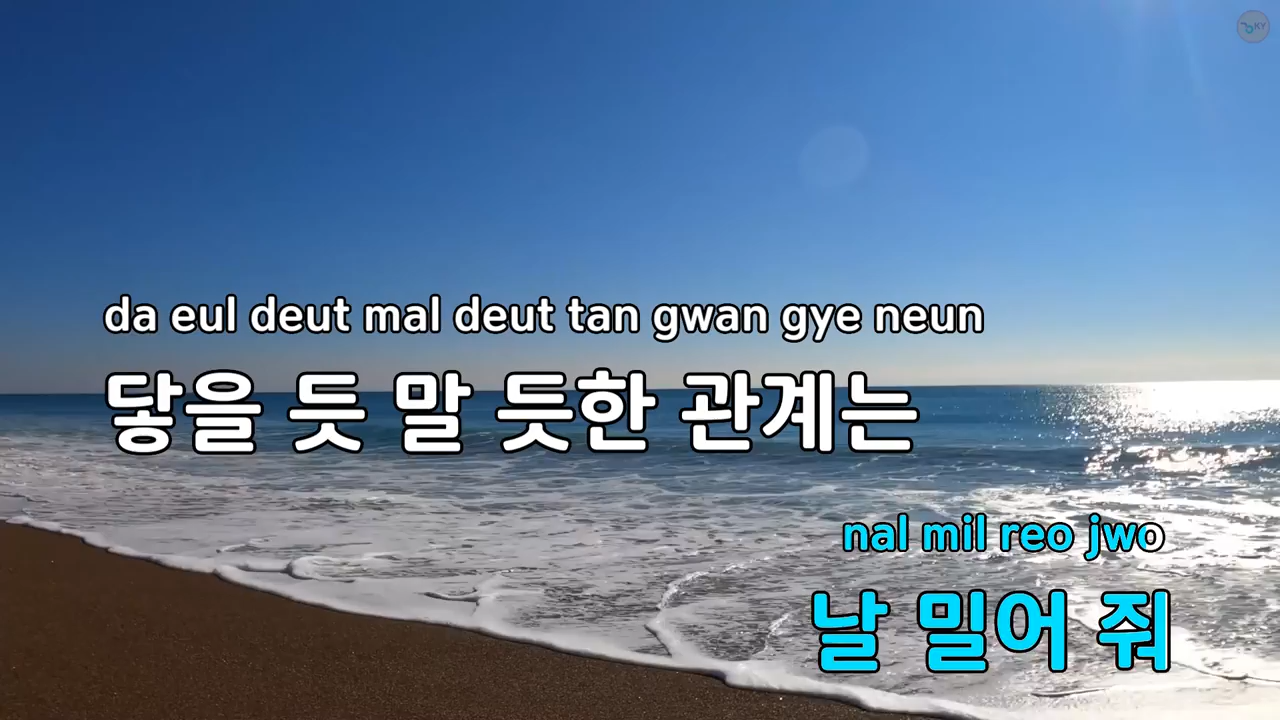 KY
da eul deut mal deut tan gwan gye neun
닿을 듯 말 듯한 관계는
nal mil reo jwo
날 밀어 줘